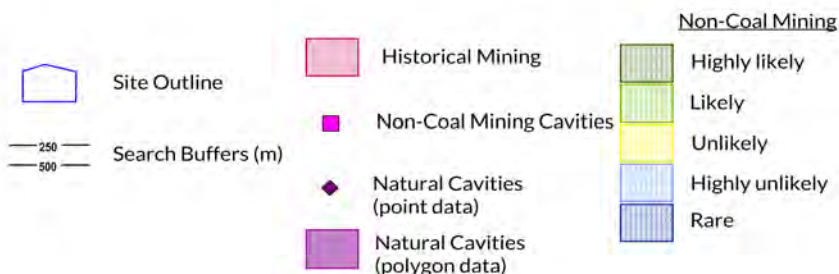 Site Outline
250
500
Search Buffers (m)
Historical Mining
Non-Coal Mining Cavities
Natural Cavities
(point data)
Natural Cavities
(polygon data)
Non-Coal Mining
Highly likely
Likely
Unlikely
Highly unlikely
Rare